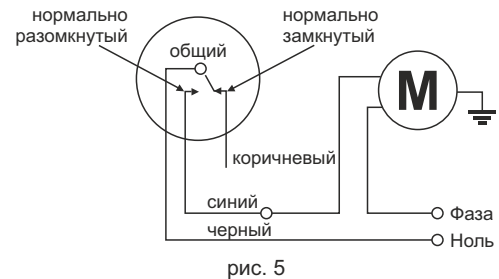 нормально
разомкнутый
нормально
замкнутый
общий
М
коричневый
синий
черный
Фаза
Ноль
рис. 5